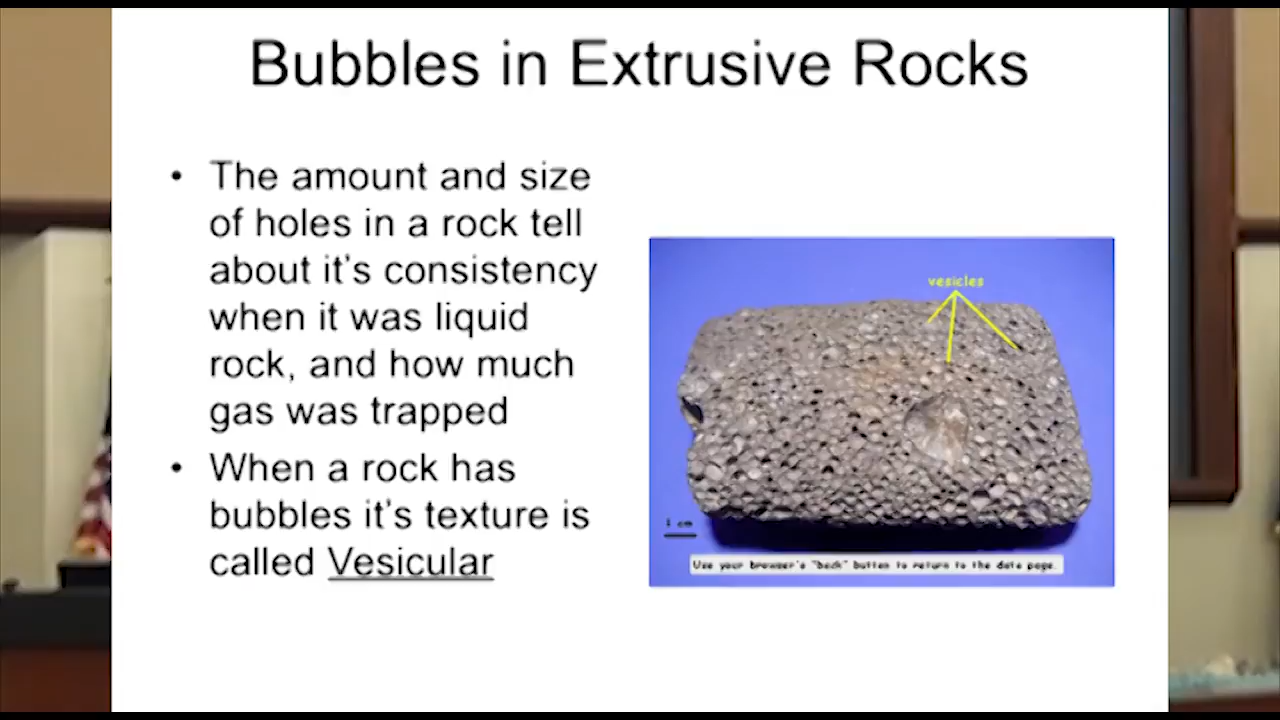 Bubbles in Extrusive Rocks
• The amount and size
of holes in a rock tell
about it's consistency
when it was liquid
rock, and how much
gas was trapped
• When a rock has
bubbles it's texture is
called Vesicular
vesicles
1 cm
Use your browser's "back" button to return to the data page.